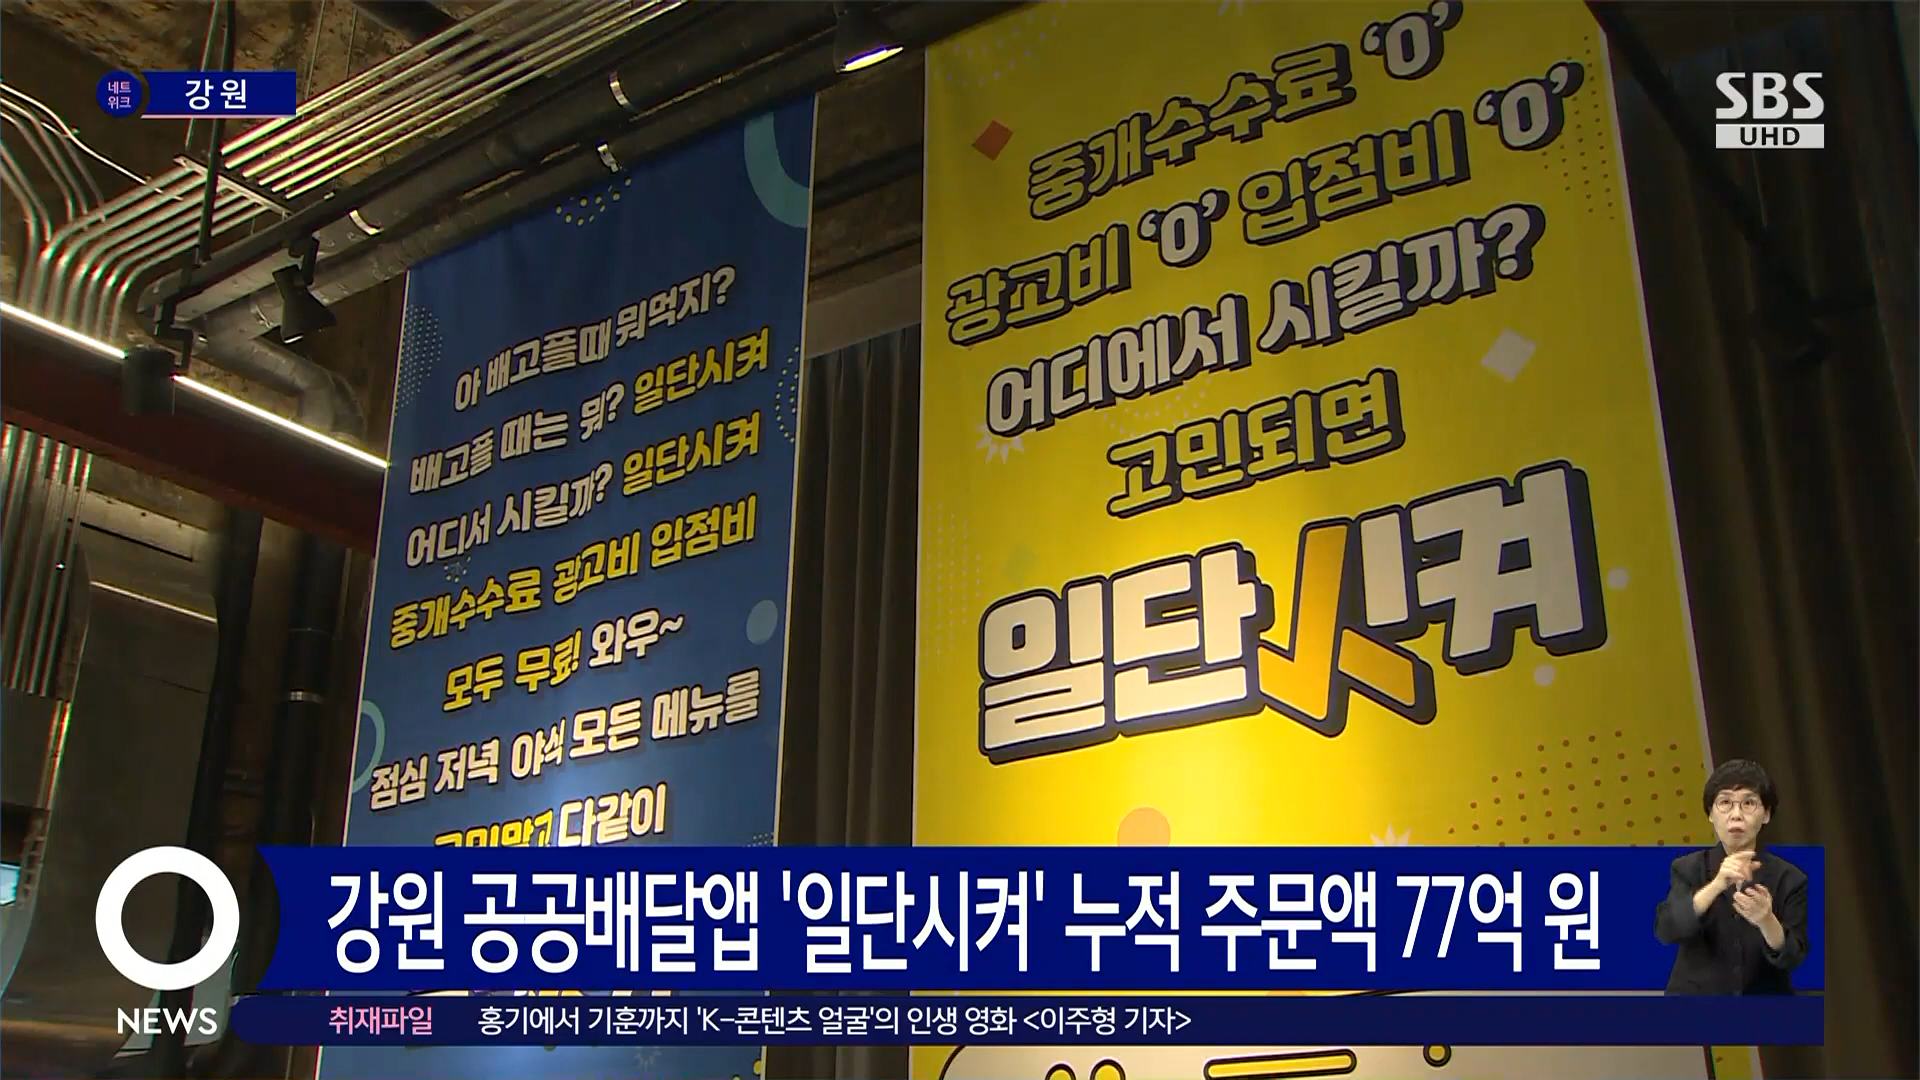 네트
위크
강원
SBS
UHD
중개수수료 '0'
광고비 '0' 입점비 '0'
어디에서 시킬까?
고민되면
일단시켜
아 배고플때 뭐먹지?
배고플 때는 뭐? 일단시켜
어디서 시킬까? 일단시켜
중개수수료 광고비 입점비
모두 무료! 와우~
점심 저녁 야식 모든 메뉴를
고민말고 다같이
강원 공공배달앱 '일단시켜' 누적 주문액 77억 원
NEWS
취재파일 홍기에서 기훈까지 'K-콘텐츠 얼굴'의 인생 영화 <이주형 기자>